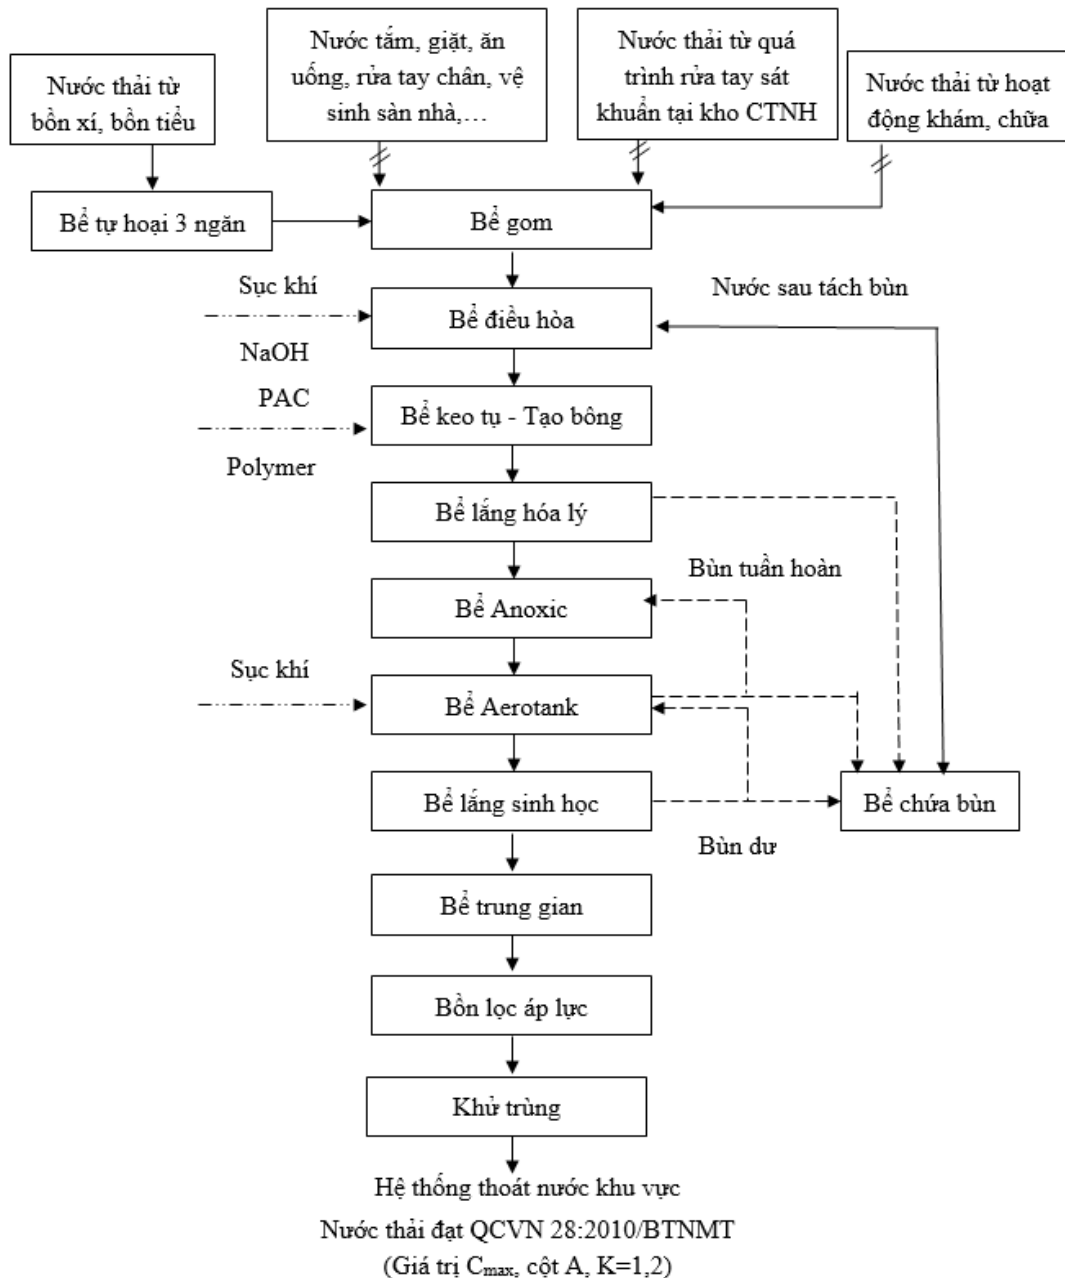 Nước thải từ
bồn xí, bồn tiểu
Nước tắm, giặt, ăn
uống, rửa tay chân, vệ
sinh sàn nhà,…
Nước thải từ quá
trình rửa tay sát
khuẩn tại kho CTNH
Nước thải từ hoạt
động khám, chữa
Bể tự hoại 3 ngăn
Bể gom
Sục khí
Nước sau tách bùn
Bể điều hòa
NaOH
PAC
Bể keo tụ - Tạo bông
Polymer
Bể lắng hóa lý
Bùn tuần hoàn
Bể Anoxic
Sục khí
Bể Aerotank
Bể lắng sinh học
Bể chứa bùn
Bùn dư
Bể trung gian
Bồn lọc áp lực
Khử trùng
Hệ thống thoát nước khu vực
Nước thải đạt QCVN 28:2010/BTNMT
(Giá trị Cmax, cột A, K=1,2)